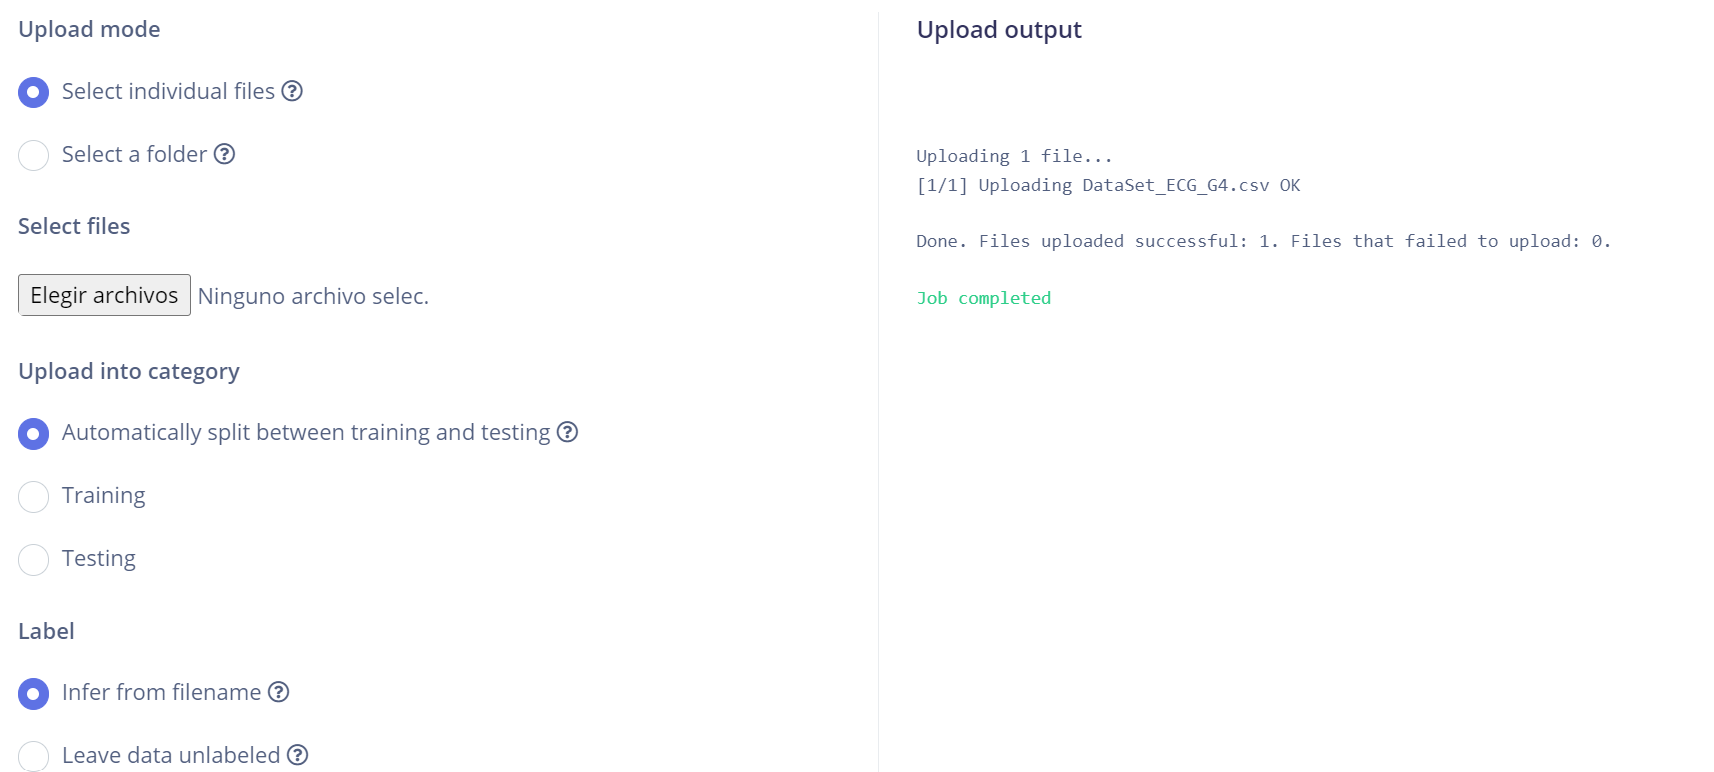 Upload mode
Select individual files
Select a folder
Select files
Elegir archivos Ninguno archivo selec.
Upload into category
Automatically split between training and testing
Training
Testing
Label
Infer from filename
Leave data unlabeled
Upload output
Uploading 1 file...
[1/1] Uploading DataSet_ECG_G4.csv OK
Done. Files uploaded successful: 1. Files that failed to upload: 0.
Job completed